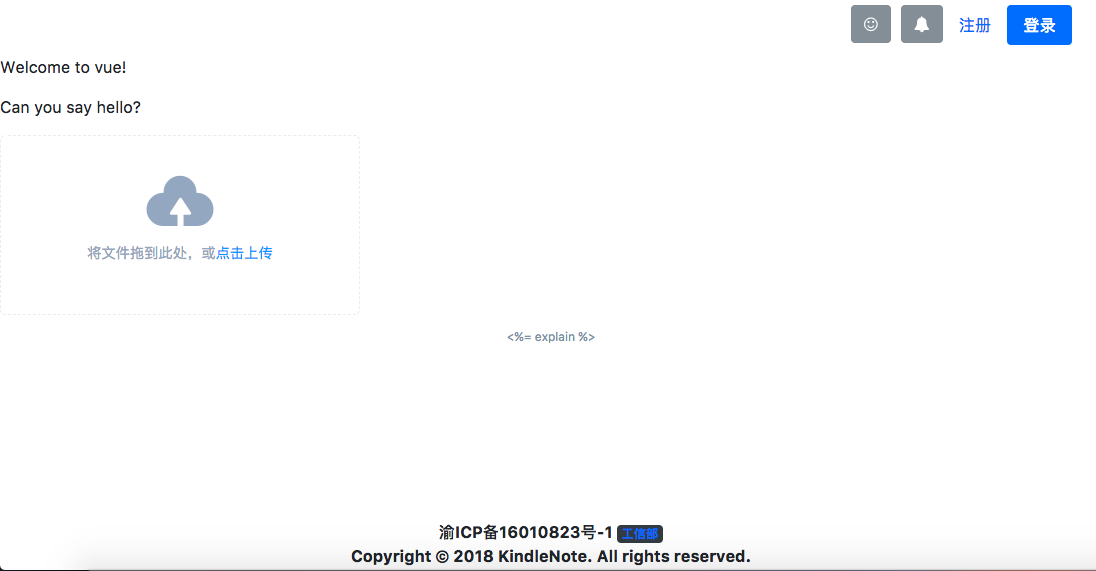 注册 登录
Welcome to vue!
Can you say hello?
将文件拖到此处，或点击上传
<%= explain %>
渝ICP备16010823号-1 工信部
Copyright © 2018 KindleNote. All rights reserved.